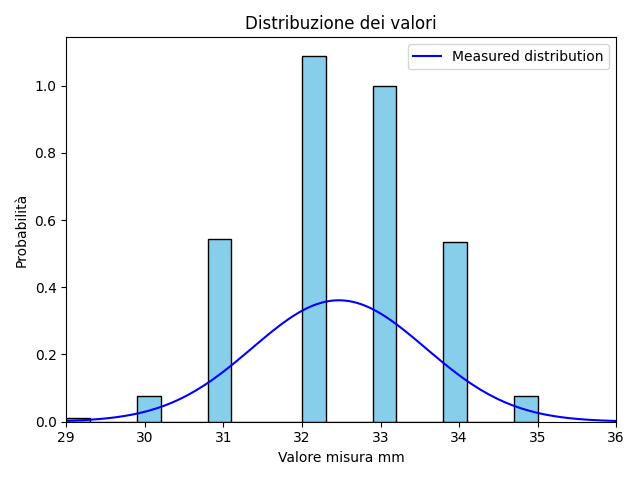 Distribuzione dei valori
Measured distribution
1.0
0.8
0.6
0.4
0.2
0.0
Probabilità
29 30 31 32 33 34 35 36
Valore misura mm